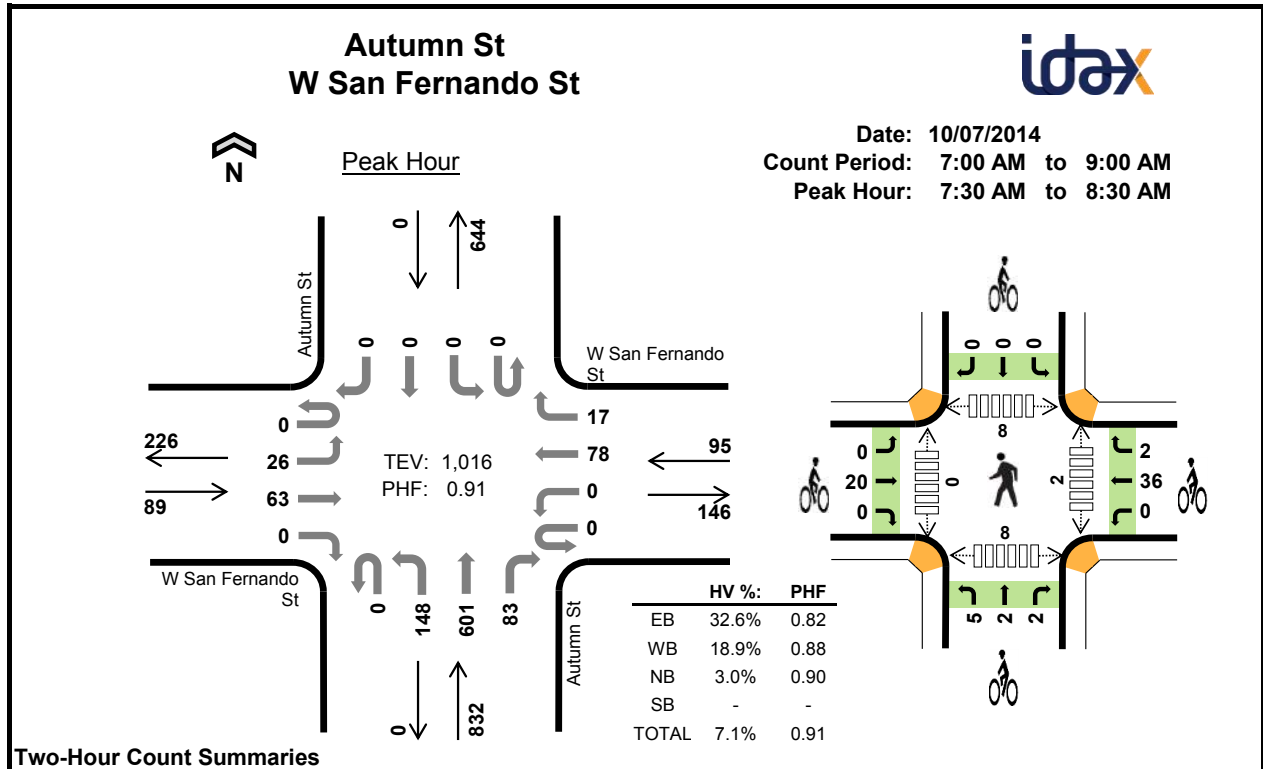 Autumn St
W San Fernando St
idax
Date: 10/07/2014
Count Period: 7:00 AM to 9:00 AM
Peak Hour: 7:30 AM to 8:30 AM
N
Peak Hour
0
644
Autumn St
0 0 0 0
W San Fernando
St
0
26
63
0
226
89
TEV: 1,016
PHF: 0.91
17
78
0
0
95
146
W San Fernando
St
0 148 601 83
Autumn St
0
832
HV %: PHF
EB 32.6% 0.82
WB 18.9% 0.88
NB 3.0% 0.90
SB - -
TOTAL 7.1% 0.91
0 0 0
8
0
20
0
0
2
2
36
0
8
5 2 2
Two-Hour Count Summaries